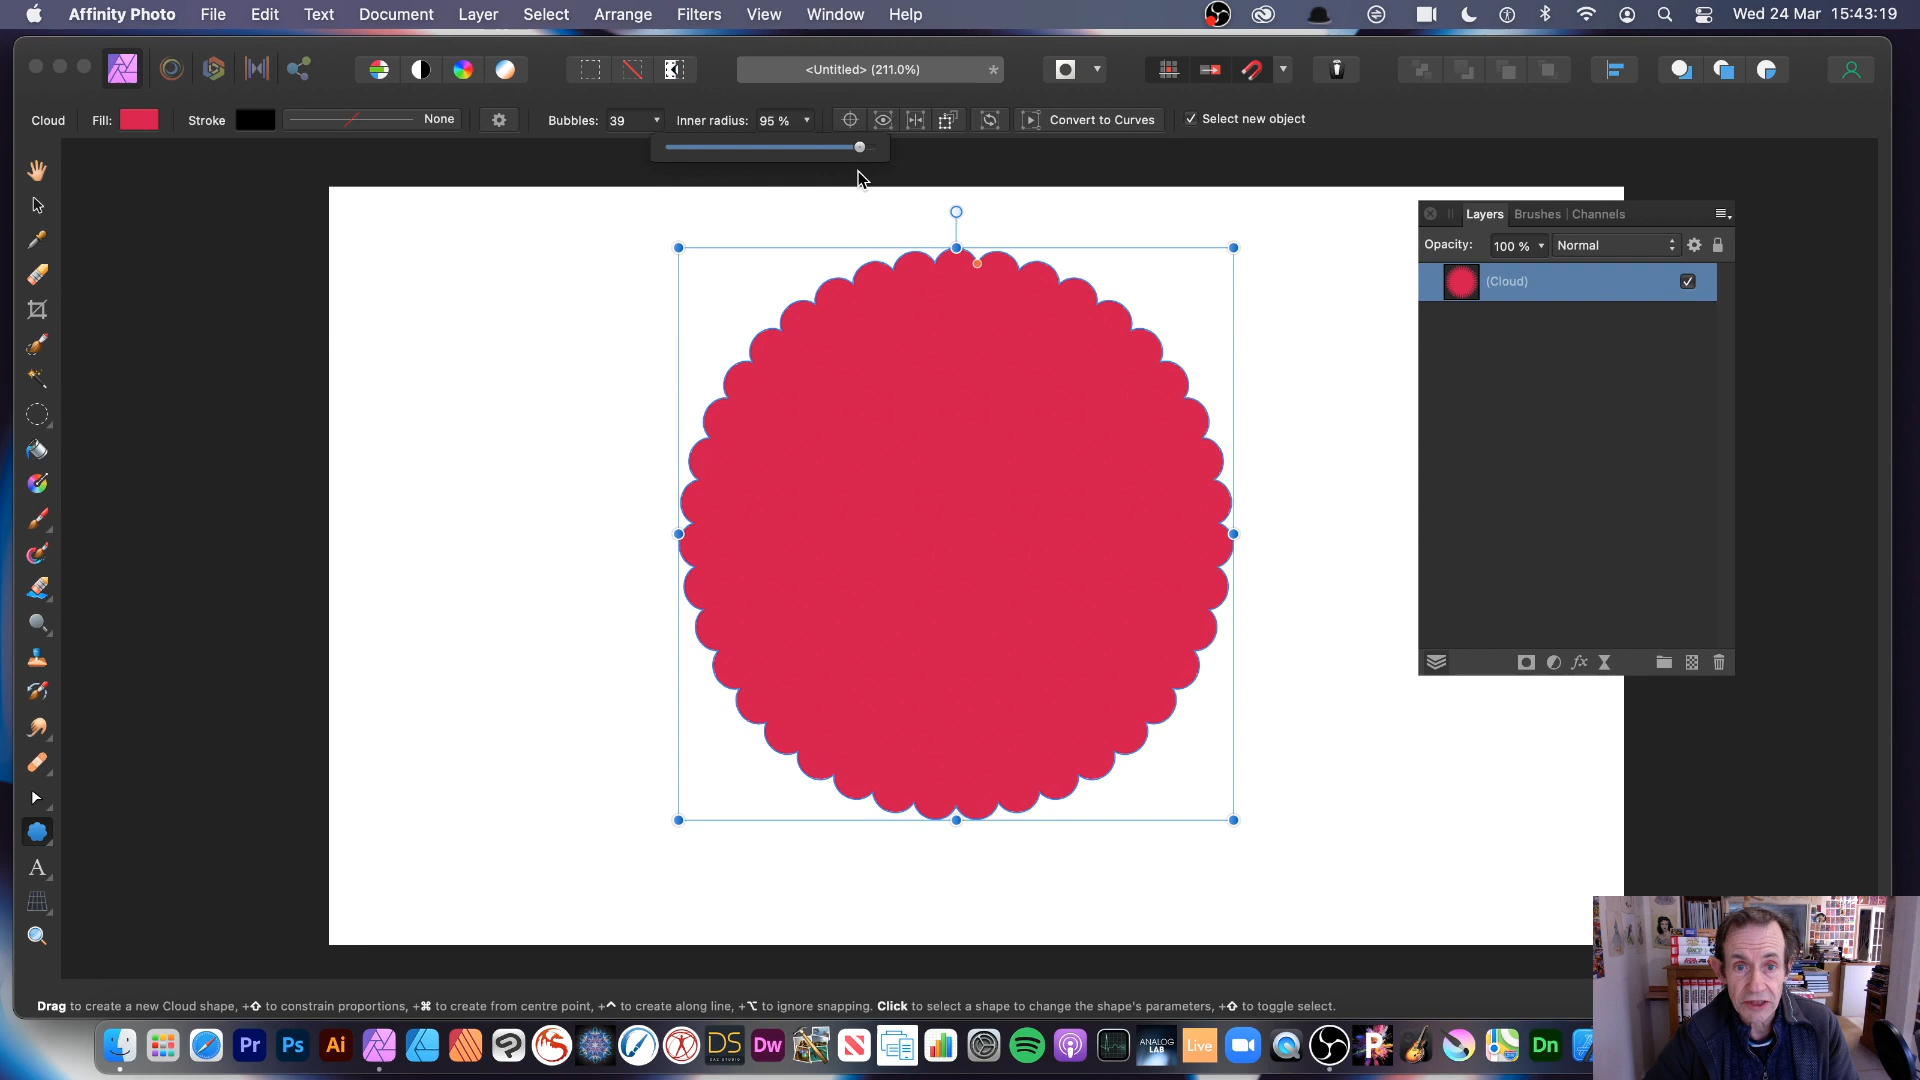 Affinity Photo File Edit Text Document Layer Select Arrange Filters View Window Help Wed 24 Mar 15:43:19
<Untitled> (211.0%) *
Cloud Fill: Stroke None Bubbles: 39 Inner radius: 95 % Convert to Curves Select new object
Layers Brushes Channels
Opacity: 100 % Normal
(Cloud)
fx
A
Drag to create a new Cloud shape, +⇧ to constrain proportions, +⌘ to create from centre point, +^ to create along line, +⌥ to ignore snapping. Click to select a shape to change the shape's parameters, +⇧ to toggle select.
Pr Ps Ai DS Dw ANALOG LAB Live P Dn